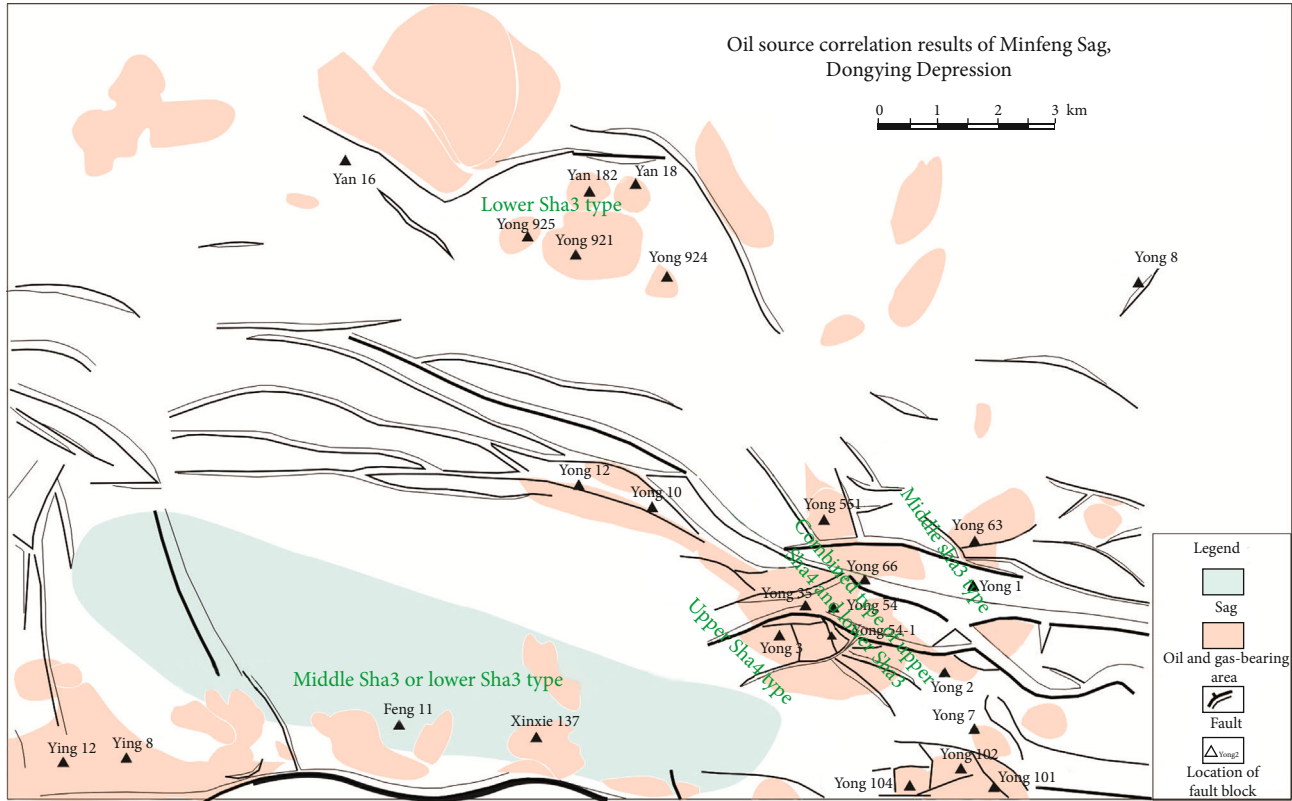 Oil source correlation results of Minfeng Sag,
Dongying Depression
0 1 2 3 km
Yan 16
Yan 182
Yan 18
Lower Sha3 type
Yong 925
Yong 921
Yong 924
Yong 8
Yong 12
Yong 10
Yong 551
Middle sha3 type
Yong 63
Combined type of upper
Sha4 and lower Sha3
Yong 66
Yong 1
Yong 35
Yong 54
Yong 54-1
Yong 3
Upper Sha4 type
Yong 2
Middle Sha3 or lower Sha3 type
Feng 11
Xinxie 137
Yong 7
Ying 12
Ying 8
Yong 102
Yong 104
Yong 101
Legend
Sag
Oil and gas-bearing
area
Fault
Yong2
Location of
fault block